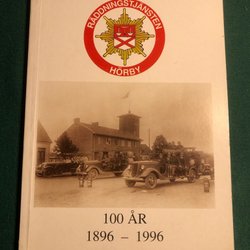 RÄDDNINGSTJÄNSTEN
HÖRBY
100 ÅR
1896 – 1996